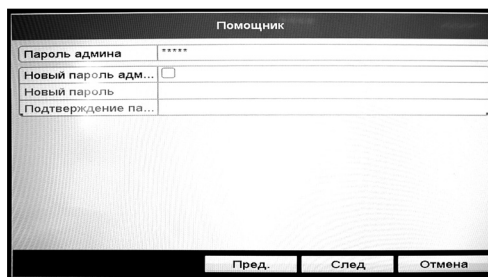 Помощник
Пароль админа *****
Новый пароль адм...
Новый пароль
Подтверждение па...
Пред. След Отмена